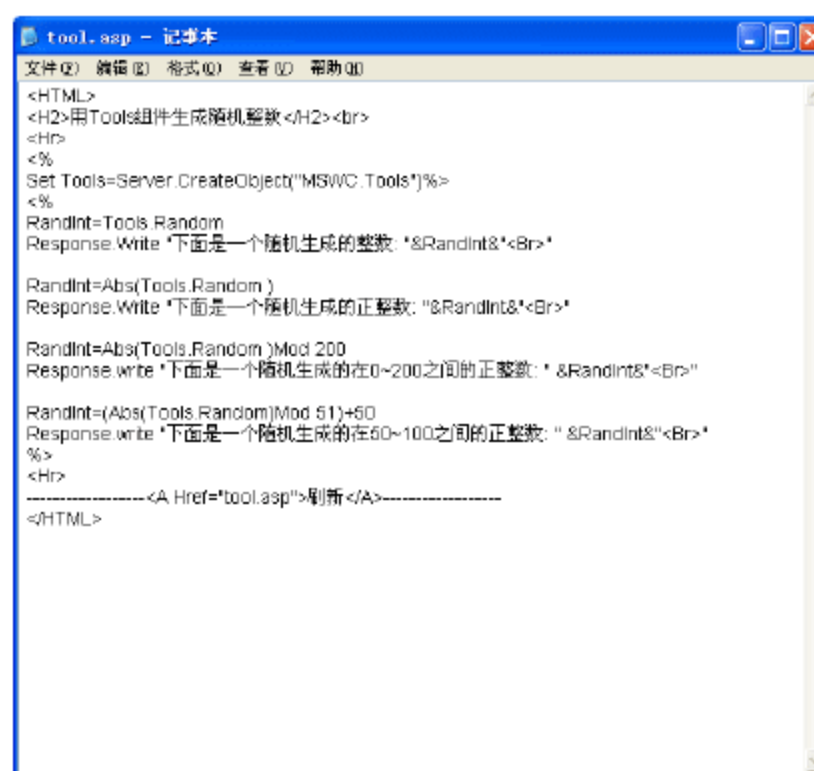 tool.asp - 记事本
文件(F) 编辑(E) 格式(O) 查看(V) 帮助(H)
<HTML>
<H2>用Tools组件生成随机整数</H2><br>
<Hr>
<%
Set Tools=Server.CreateObject("MSWC.Tools")%>
<%
RandInt=Tools.Random
Response.Write "下面是一个随机生成的整数: "&RandInt&"<Br>"
RandInt=Abs(Tools.Random )
Response.Write "下面是一个随机生成的正整数: "&RandInt&"<Br>"
RandInt=Abs(Tools.Random )Mod 200
Response.write "下面是一个随机生成的在0~200之间的正整数: " &RandInt&"<Br>"
RandInt=(Abs(Tools.Random)Mod 51)+50
Response.write "下面是一个随机生成的在50~100之间的正整数: " &RandInt&"<Br>"
%>
<Hr>
-------------------<A Href="tool.asp">刷新</A>-------------------
</HTML>